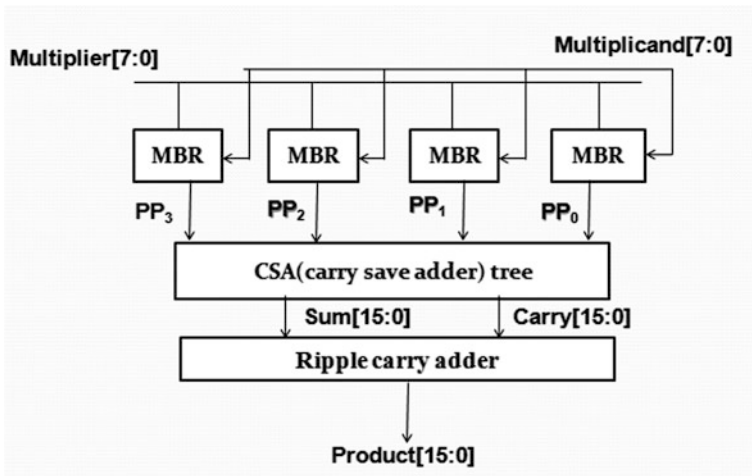 Multiplicand[7:0]
Multiplier[7:0]
MBR MBR MBR MBR
PP3 PP2 PP1 PP0
CSA(carry save adder) tree
Sum[15:0] Carry[15:0]
Ripple carry adder
Product[15:0]